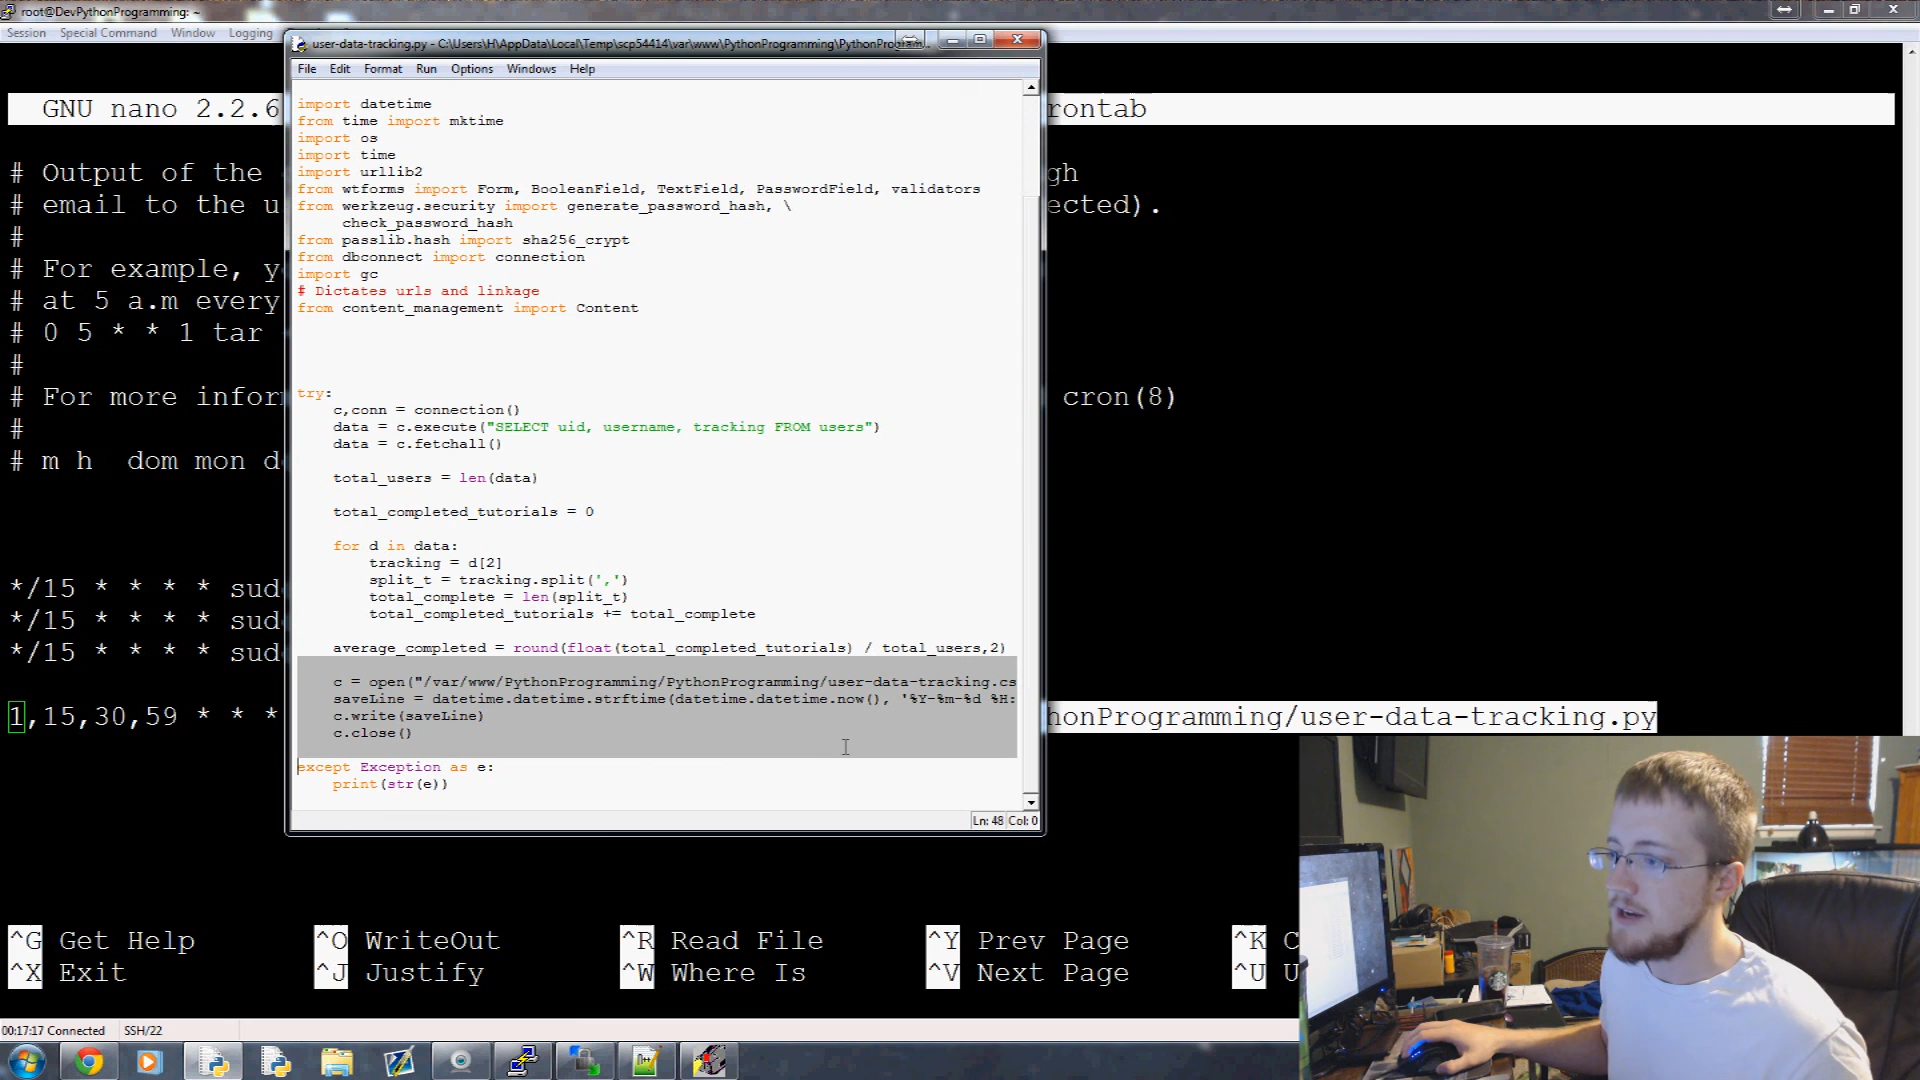 root@DevPythonProgramming: ~
Session Special Command Window Logging
user-data-tracking.py - C:\Users\H\AppData\Local\Temp\scp54414\var\www\PythonProgramming\PythonProgram...
File Edit Format Run Options Windows Help
GNU nano 2.2.6 rontab
# Output of the
# email to the u ected).
#
# For example, y
# at 5 a.m every
# 0 5 * * 1 tar
#
# For more infor cron(8)
#
# m h dom mon d
*/15 * * * * sud
*/15 * * * * sud
*/15 * * * * sud
1,15,30,59 * * * honProgramming/user-data-tracking.py
import datetime
from time import mktime
import os
import time
import urllib2
from wtforms import Form, BooleanField, TextField, PasswordField, validators
from werkzeug.security import generate_password_hash, \
check_password_hash
from passlib.hash import sha256_crypt
from dbconnect import connection
import gc
# Dictates urls and linkage
from content_management import Content
try:
c,conn = connection()
data = c.execute("SELECT uid, username, tracking FROM users")
data = c.fetchall()
total_users = len(data)
total_completed_tutorials = 0
for d in data:
tracking = d[2]
split_t = tracking.split(',')
total_complete = len(split_t)
total_completed_tutorials += total_complete
average_completed = round(float(total_completed_tutorials) / total_users,2)
c = open("/var/www/PythonProgramming/PythonProgramming/user-data-tracking.cs
saveLine = datetime.datetime.strftime(datetime.datetime.now(), '%Y-%m-%d %H:
c.write(saveLine)
c.close()
except Exception as e:
print(str(e))
Ln: 48 Col: 0
^G Get Help ^O WriteOut ^R Read File ^Y Prev Page ^K C
^X Exit ^J Justify ^W Where Is ^V Next Page ^U U
00:17:17 Connected SSH/22